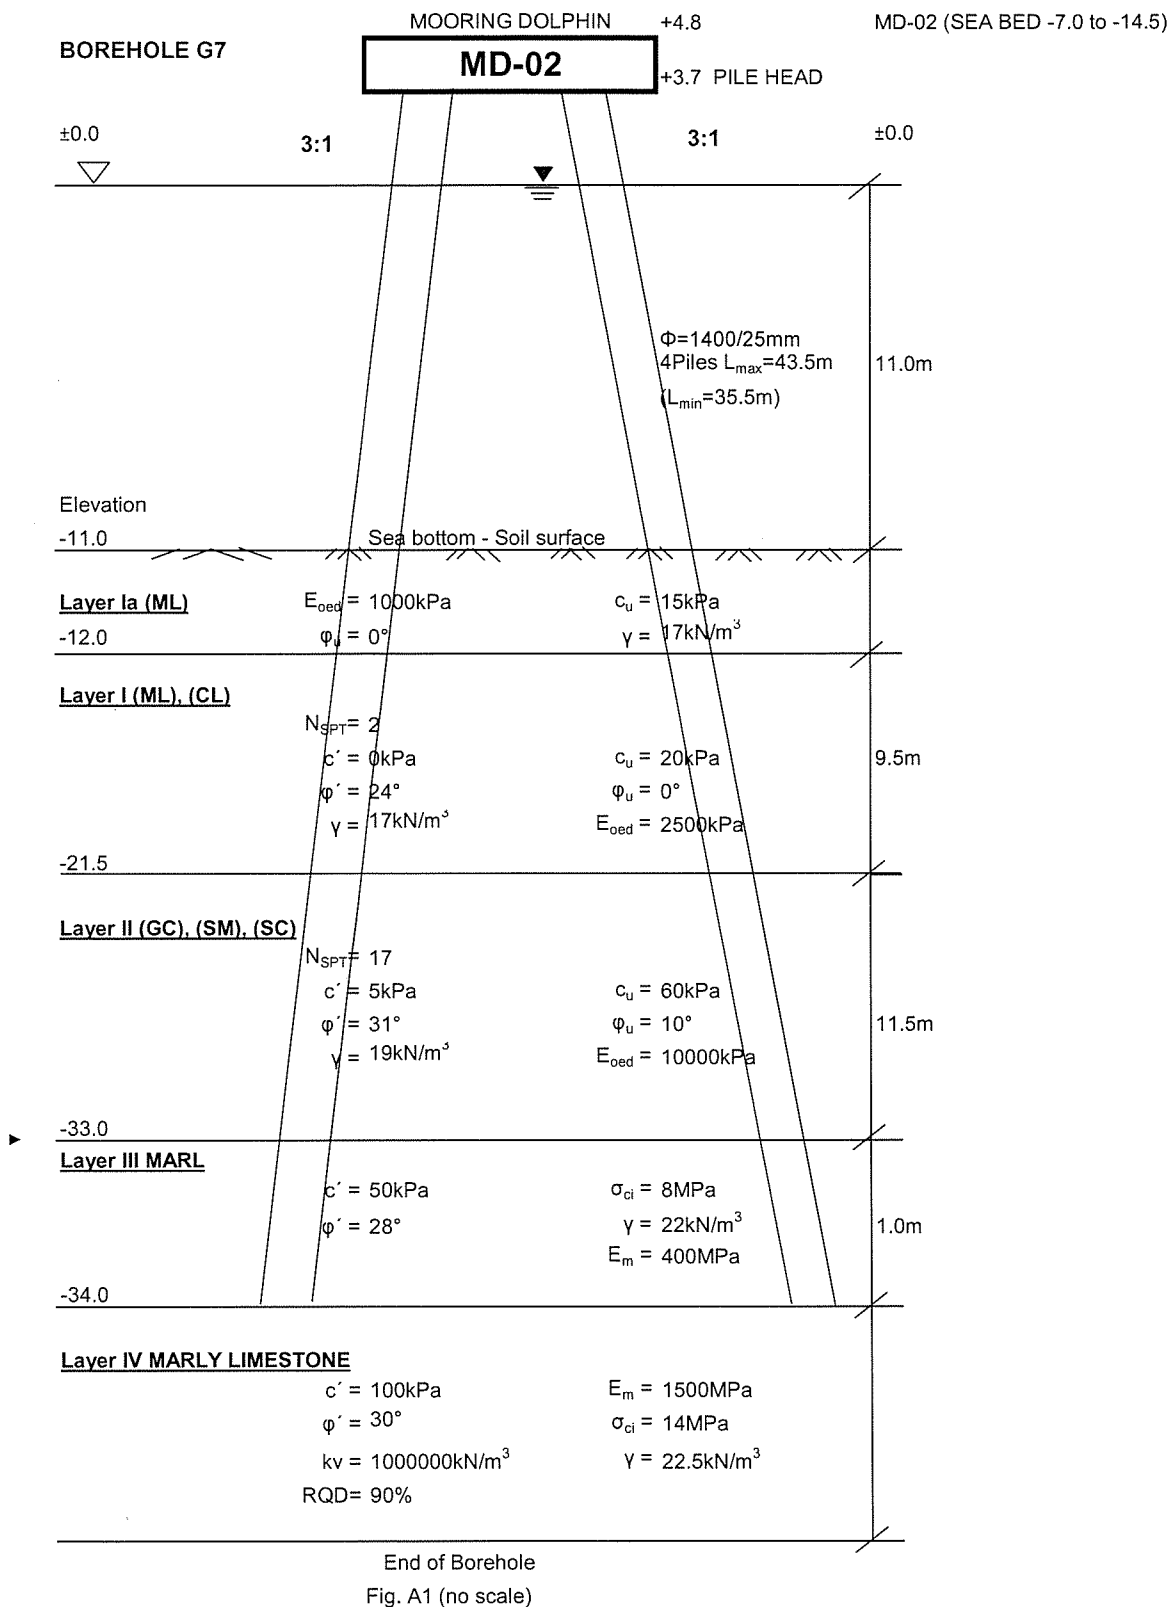 MOORING DOLPHIN +4.8 MD-02 (SEA BED -7.0 to -14.5)
BOREHOLE G7
MD-02
+3.7 PILE HEAD
±0.0 3:1 3:1 ±0.0
Φ=1400/25mm
4Piles Lmax=43.5m 11.0m
(Lmin=35.5m)
Elevation
-11.0 Sea bottom - Soil surface
Layer Ia (ML) Eoed = 1000kPa cu = 15kPa
-12.0 φu = 0° γ = 17kN/m³
Layer I (ML), (CL)
NSPT= 2
c´ = 0kPa cu = 20kPa 9.5m
φ´ = 24° φu = 0°
γ = 17kN/m³ Eoed = 2500kPa
-21.5
Layer II (GC), (SM), (SC)
NSPT= 17
c´ = 5kPa cu = 60kPa
φ´ = 31° φu = 10° 11.5m
γ = 19kN/m³ Eoed = 10000kPa
-33.0
Layer III MARL
c´ = 50kPa σci = 8MPa
φ´ = 28° γ = 22kN/m³ 1.0m
Em = 400MPa
-34.0
Layer IV MARLY LIMESTONE
c´ = 100kPa Em = 1500MPa
φ´ = 30° σci = 14MPa
kv = 1000000kN/m³ γ = 22.5kN/m³
RQD= 90%
End of Borehole
Fig. A1 (no scale)